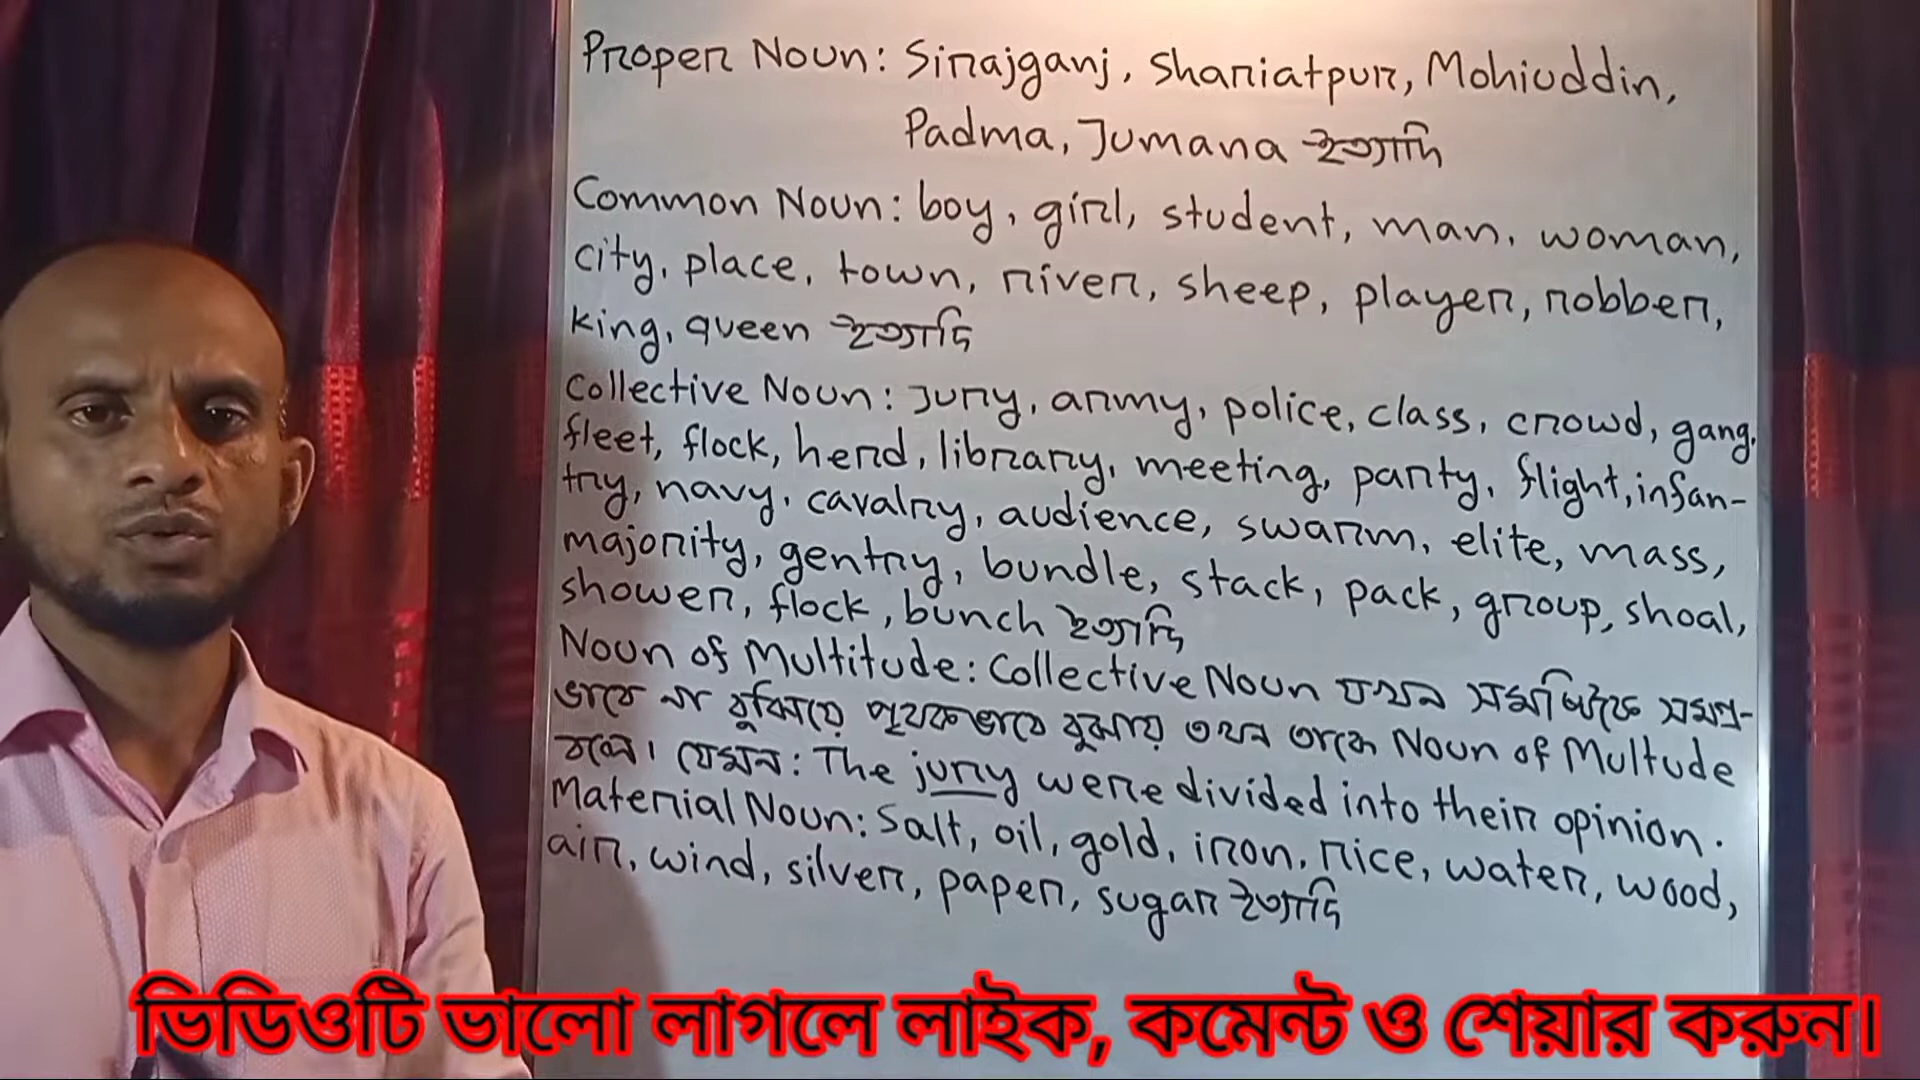 Proper Noun: Sirajganj, Shariatpur, Mohiuddin,
Padma, Jumana ইত্যাদি
Common Noun: boy, girl, student, man, woman,
city, place, town, river, sheep, player, robber,
king, queen ইত্যাদি
Collective Noun: Jury, army, police, class, crowd, gang,
fleet, flock, herd, library, meeting, party, flight, infan-
try, navy, cavalry, audience, swarm, elite, mass,
majority, gentry, bundle, stack, pack, group, shoal,
shower, flock, bunch ইত্যাদি
Noun of Multitude: Collective Noun যখন সমষ্টিকে সমগ্র-
ভাবে না বুঝিয়ে পৃথকভাবে বুঝায় তখন তাকে Noun of Multude
বলে। যেমন: The jury were divided into their opinion.
Material Noun: Salt, oil, gold, iron, rice, water, wood,
air, wind, silver, paper, sugar ইত্যাদি
ভিডিওটি ভালো লাগলে লাইক, কমেন্ট ও শেয়ার করুন।